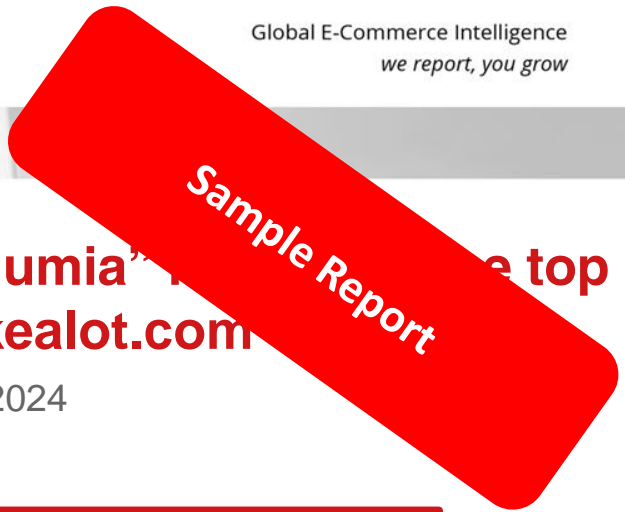 Global E-Commerce Intelligence
we report, you grow
Sample Report
umia” e top
kealot.com
2024